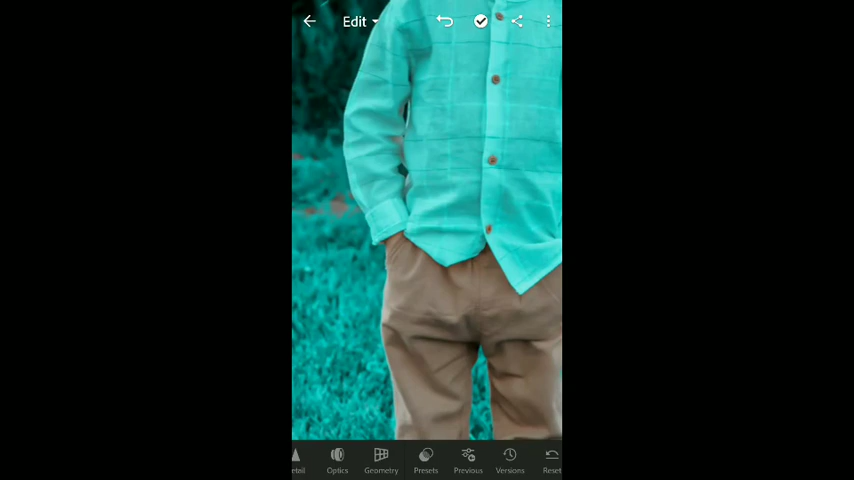 Edit
etail
Optics
Geometry
Presets
Previous
Versions
Reset